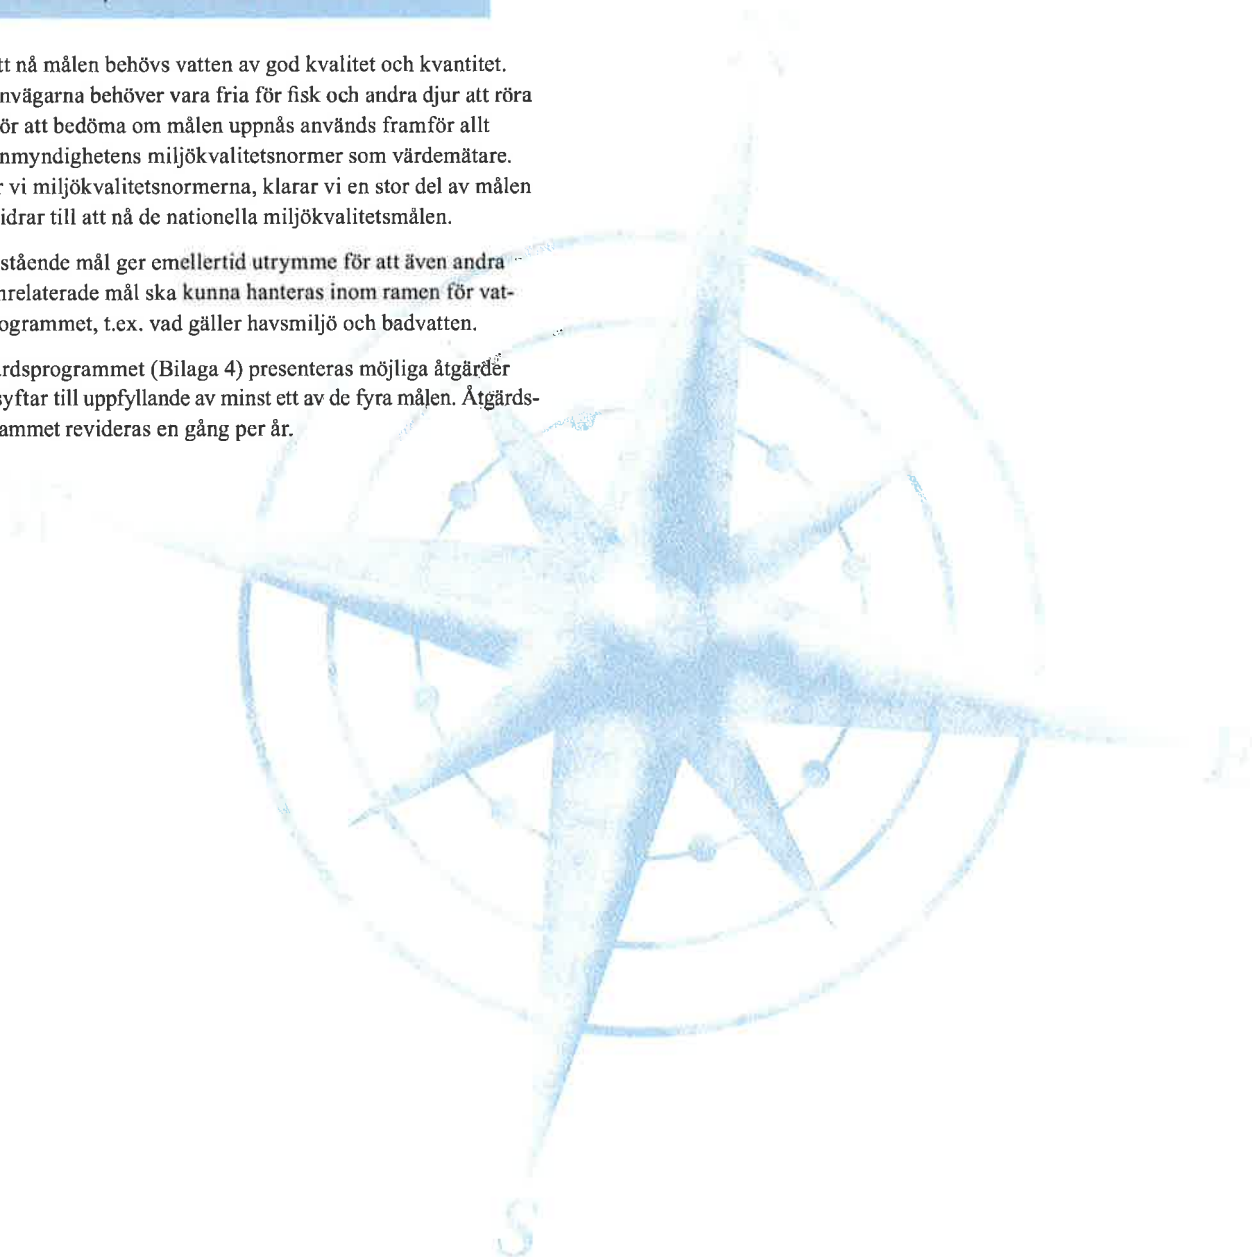 tt nå målen behövs vatten av god kvalitet och kvantitet.
nvägarna behöver vara fria för fisk och andra djur att röra
ör att bedöma om målen uppnås används framför allt
nmyndighetens miljökvalitetsnormer som värdemätare.
r vi miljökvalitetsnormerna, klarar vi en stor del av målen
idrar till att nå de nationella miljökvalitetsmålen.
stående mål ger emellertid utrymme för att även andra
nrelaterade mål ska kunna hanteras inom ramen för vat-
ogrammet, t.ex. vad gäller havsmiljö och badvatten.
rdsprogrammet (Bilaga 4) presenteras möjliga åtgärder
syftar till uppfyllande av minst ett av de fyra målen. Åtgärds-
ammet revideras en gång per år.
E
S